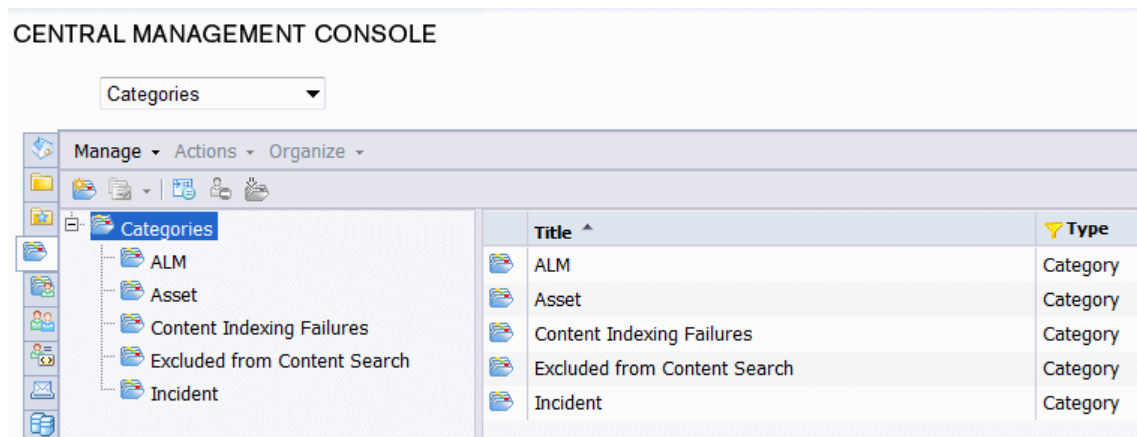 CENTRAL MANAGEMENT CONSOLE
Categories
Manage Actions Organize
Categories
ALM
Asset
Content Indexing Failures
Excluded from Content Search
Incident
Title Type
ALM Category
Asset Category
Content Indexing Failures Category
Excluded from Content Search Category
Incident Category